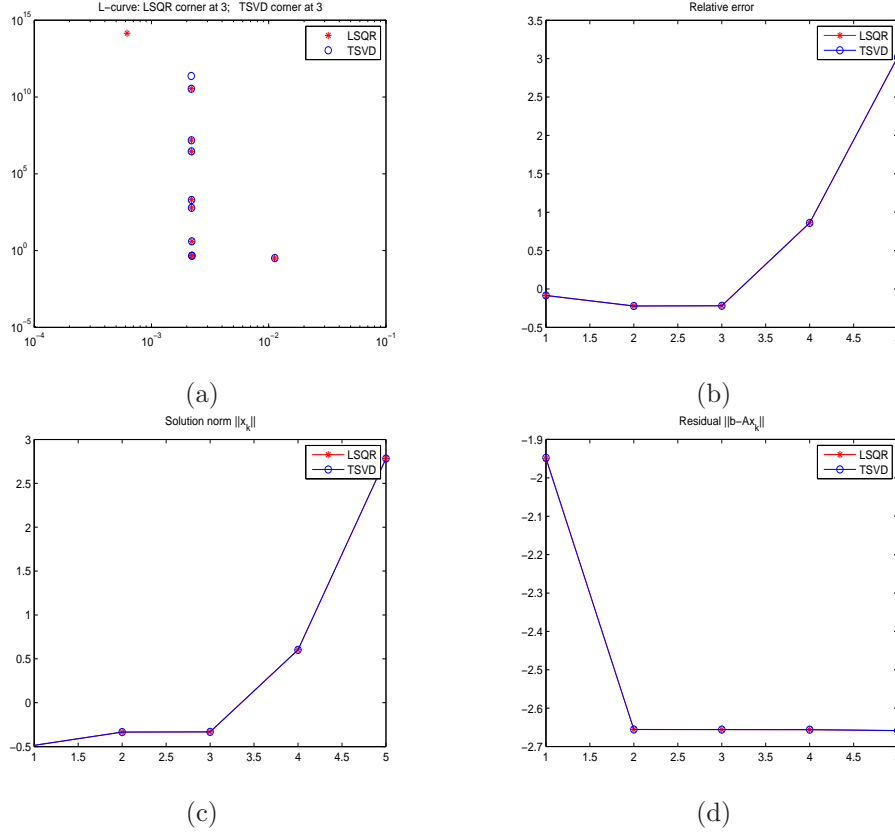 L-curve: LSQR corner at 3; TSVD corner at 3
10^15
10^10
10^5
10^0
10^-5
10^-4
10^-3
10^-2
10^-1
LSQR
TSVD
(a)
Relative error
3.5
3
2.5
2
1.5
1
0.5
0
-0.5
1 1.5 2 2.5 3 3.5 4 4.5 5
LSQR
TSVD
(b)
Solution norm ||x_k||
3
2.5
2
1.5
1
0.5
0
-0.5
1 1.5 2 2.5 3 3.5 4 4.5 5
LSQR
TSVD
(c)
Residual ||b-Ax_k||
-1.9
-2
-2.1
-2.2
-2.3
-2.4
-2.5
-2.6
-2.7
1 1.5 2 2.5 3 3.5 4 4.5 5
LSQR
TSVD
(d)